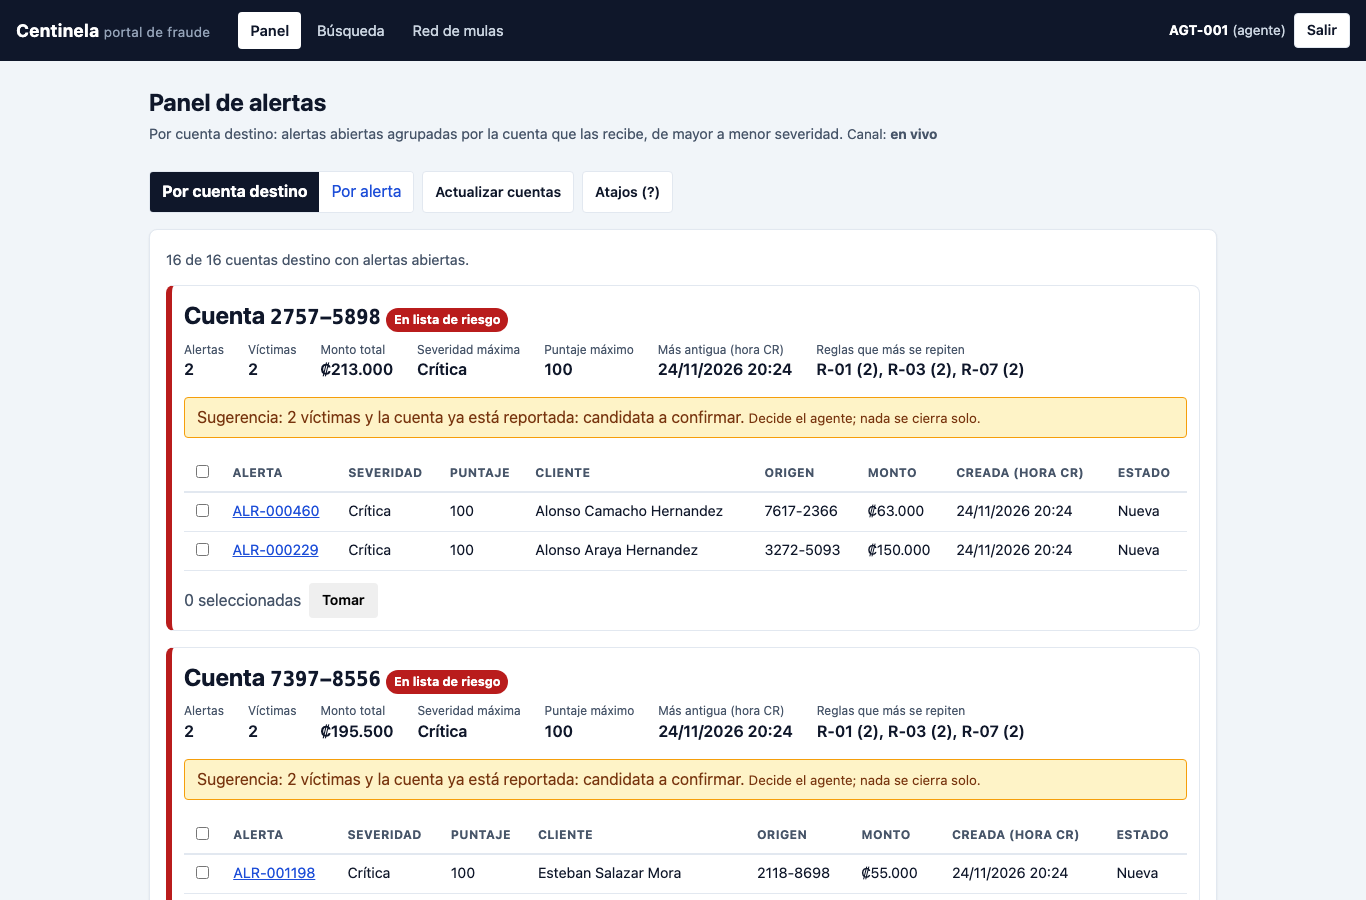 Centinela portal de fraude Panel Búsqueda Red de mulas AGT-001 (agente) Salir
Panel de alertas
Por cuenta destino: alertas abiertas agrupadas por la cuenta que las recibe, de mayor a menor severidad. Canal: en vivo
Por cuenta destino Por alerta Actualizar cuentas Atajos (?)
16 de 16 cuentas destino con alertas abiertas.
Cuenta 2757-5898 En lista de riesgo
Alertas Víctimas Monto total Severidad máxima Puntaje máximo Más antigua (hora CR) Reglas que más se repiten
2 2 ₡213.000 Crítica 100 24/11/2026 20:24 R-01 (2), R-03 (2), R-07 (2)
Sugerencia: 2 víctimas y la cuenta ya está reportada: candidata a confirmar. Decide el agente; nada se cierra solo.
ALERTA SEVERIDAD PUNTAJE CLIENTE ORIGEN MONTO CREADA (HORA CR) ESTADO
ALR-000460 Crítica 100 Alonso Camacho Hernandez 7617-2366 ₡63.000 24/11/2026 20:24 Nueva
ALR-000229 Crítica 100 Alonso Araya Hernandez 3272-5093 ₡150.000 24/11/2026 20:24 Nueva
0 seleccionadas Tomar
Cuenta 7397-8556 En lista de riesgo
Alertas Víctimas Monto total Severidad máxima Puntaje máximo Más antigua (hora CR) Reglas que más se repiten
2 2 ₡195.500 Crítica 100 24/11/2026 20:24 R-01 (2), R-03 (2), R-07 (2)
Sugerencia: 2 víctimas y la cuenta ya está reportada: candidata a confirmar. Decide el agente; nada se cierra solo.
ALERTA SEVERIDAD PUNTAJE CLIENTE ORIGEN MONTO CREADA (HORA CR) ESTADO
ALR-001198 Crítica 100 Esteban Salazar Mora 2118-8698 ₡55.000 24/11/2026 20:24 Nueva